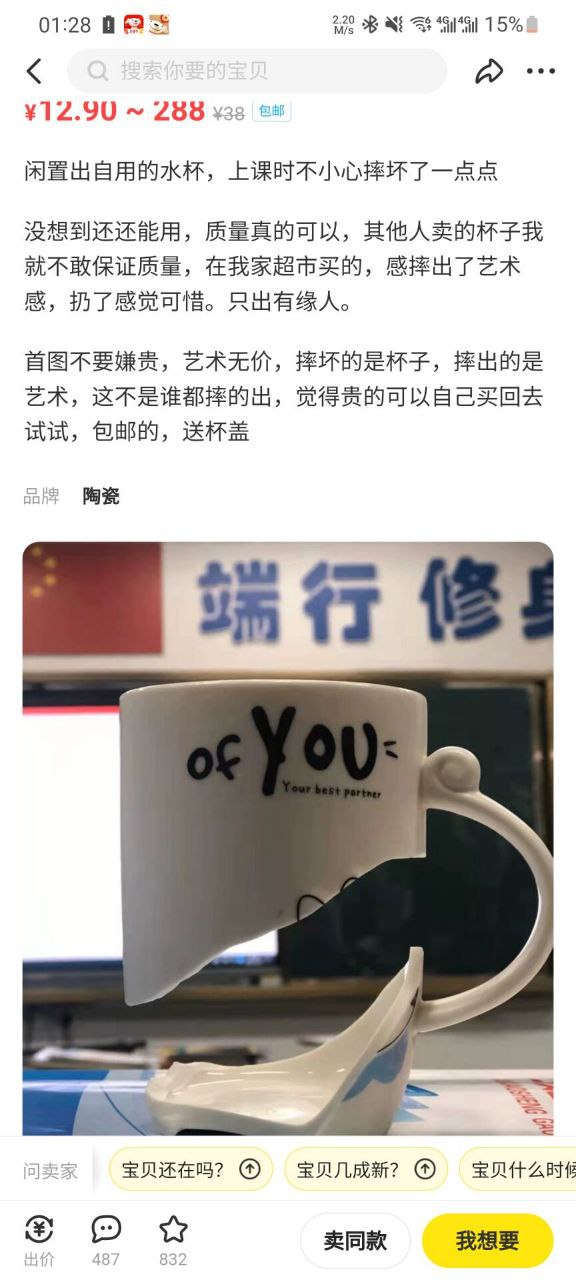 01:28
2.20 M/s
4G 4G 15%
搜索你要的宝贝
¥12.90 ~ 288 ¥38 包邮
闲置出自用的水杯，上课时不小心摔坏了一点点
没想到还还能用，质量真的可以，其他人卖的杯子我
就不敢保证质量，在我家超市买的，感摔出了艺术
感，扔了感觉可惜。只出有缘人。
首图不要嫌贵，艺术无价，摔坏的是杯子，摔出的是
艺术，这不是谁都摔的出，觉得贵的可以自己买回去
试试，包邮的，送杯盖
品牌 陶瓷
端行 修身
of You
Your best partner
问卖家 宝贝还在吗？ 宝贝几成新？ 宝贝什么时候
出价 487 832 卖同款 我想要